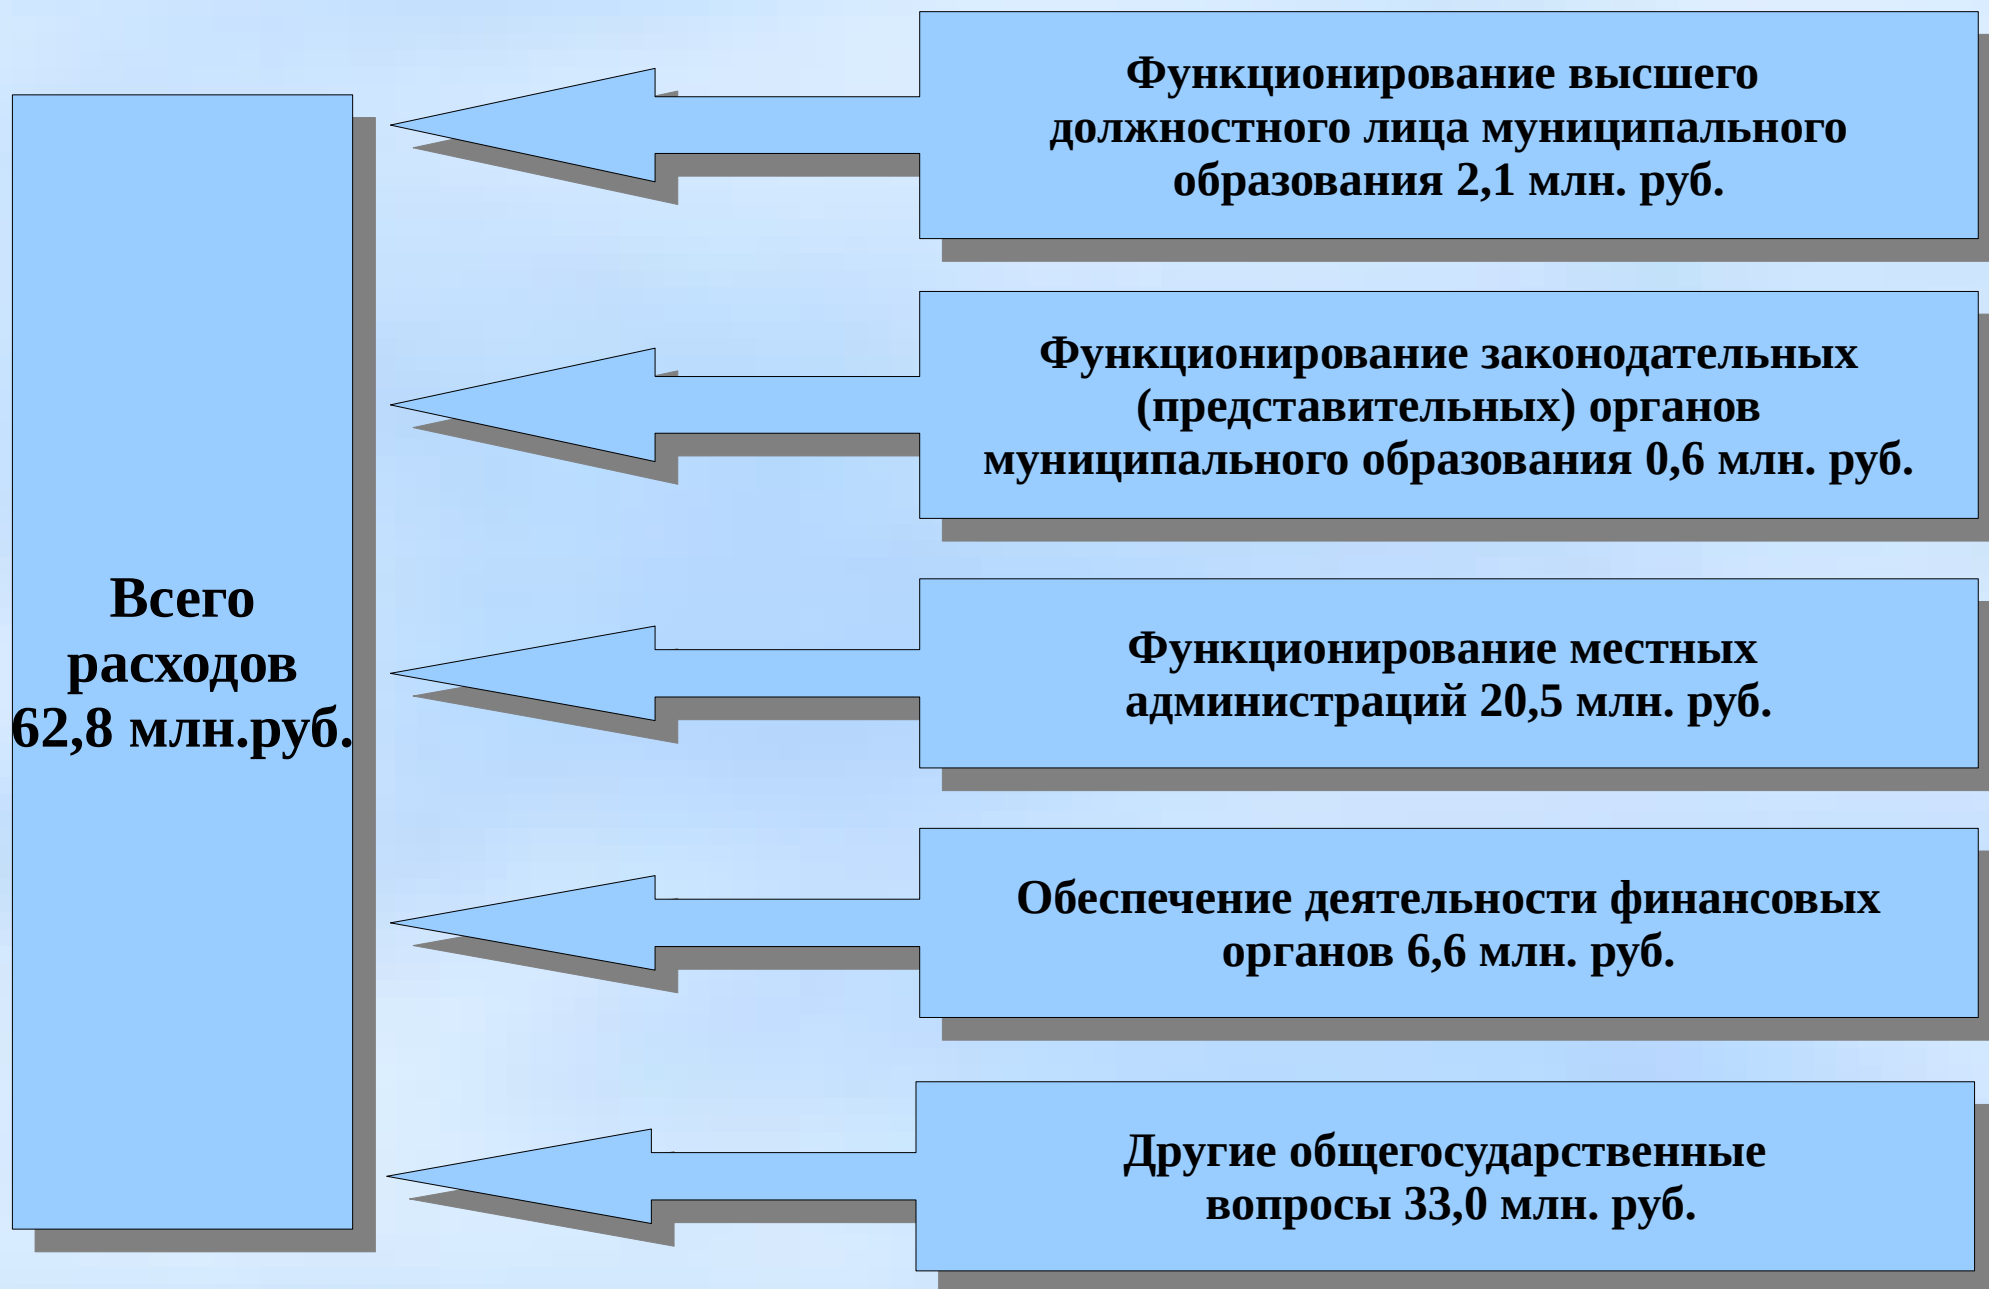 Всего
расходов
62,8 млн.руб.
Функционирование высшего
должностного лица муниципального
образования 2,1 млн. руб.
Функционирование законодательных
(представительных) органов
муниципального образования 0,6 млн. руб.
Функционирование местных
администраций 20,5 млн. руб.
Обеспечение деятельности финансовых
органов 6,6 млн. руб.
Другие общегосударственные
вопросы 33,0 млн. руб.